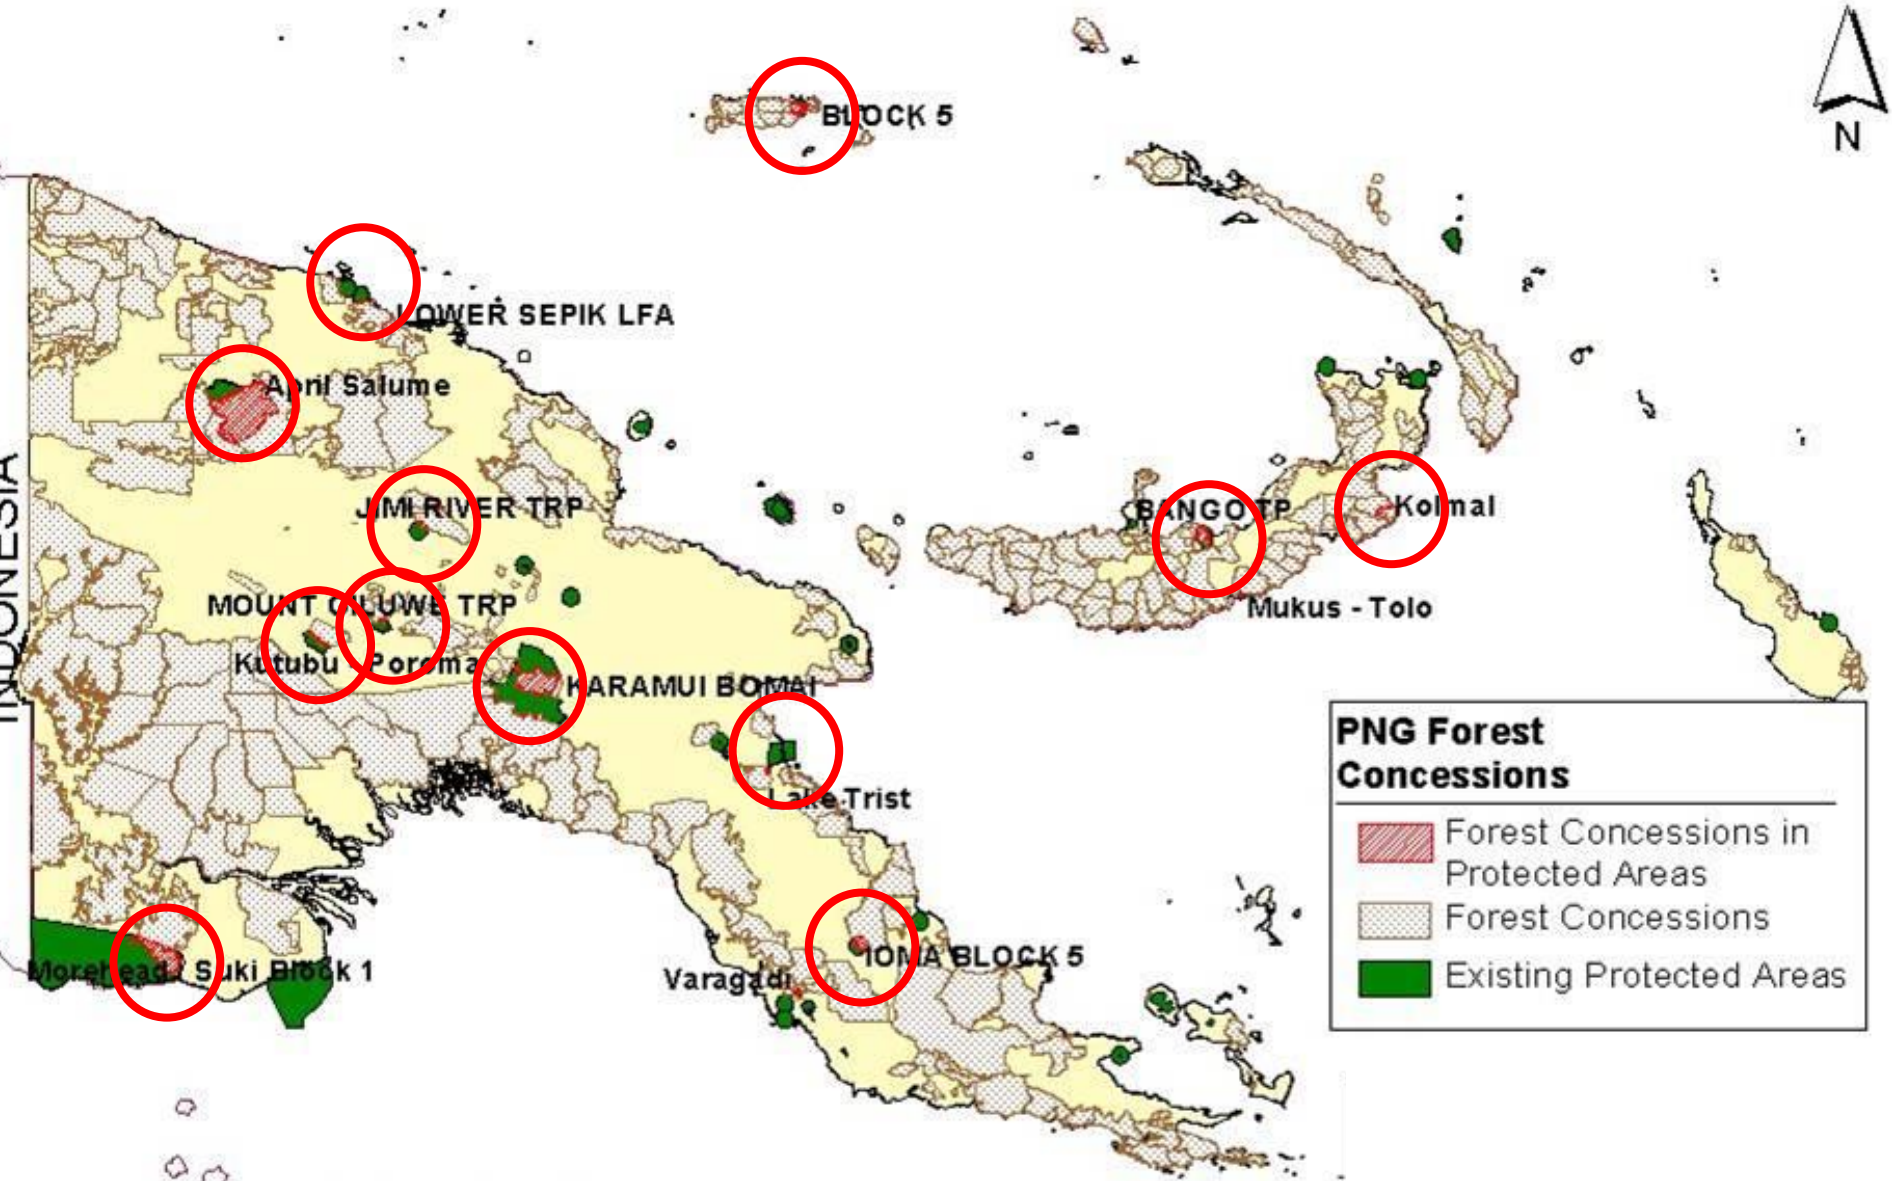 N
BLOCK 5
LOWER SEPIK LFA
April Salume
INDONESIA
JIMI RIVER TRP
BANGO TP
Kolmal
MOUNT GILUWE TRP
Mukus - Tolo
Kutubu - Poroma
KARAMUI BOMAI
Lake Trist
IOMA BLOCK 5
Morehead / Suki Block 1
Varagadi
PNG Forest
Concessions
Forest Concessions in
Protected Areas
Forest Concessions
Existing Protected Areas